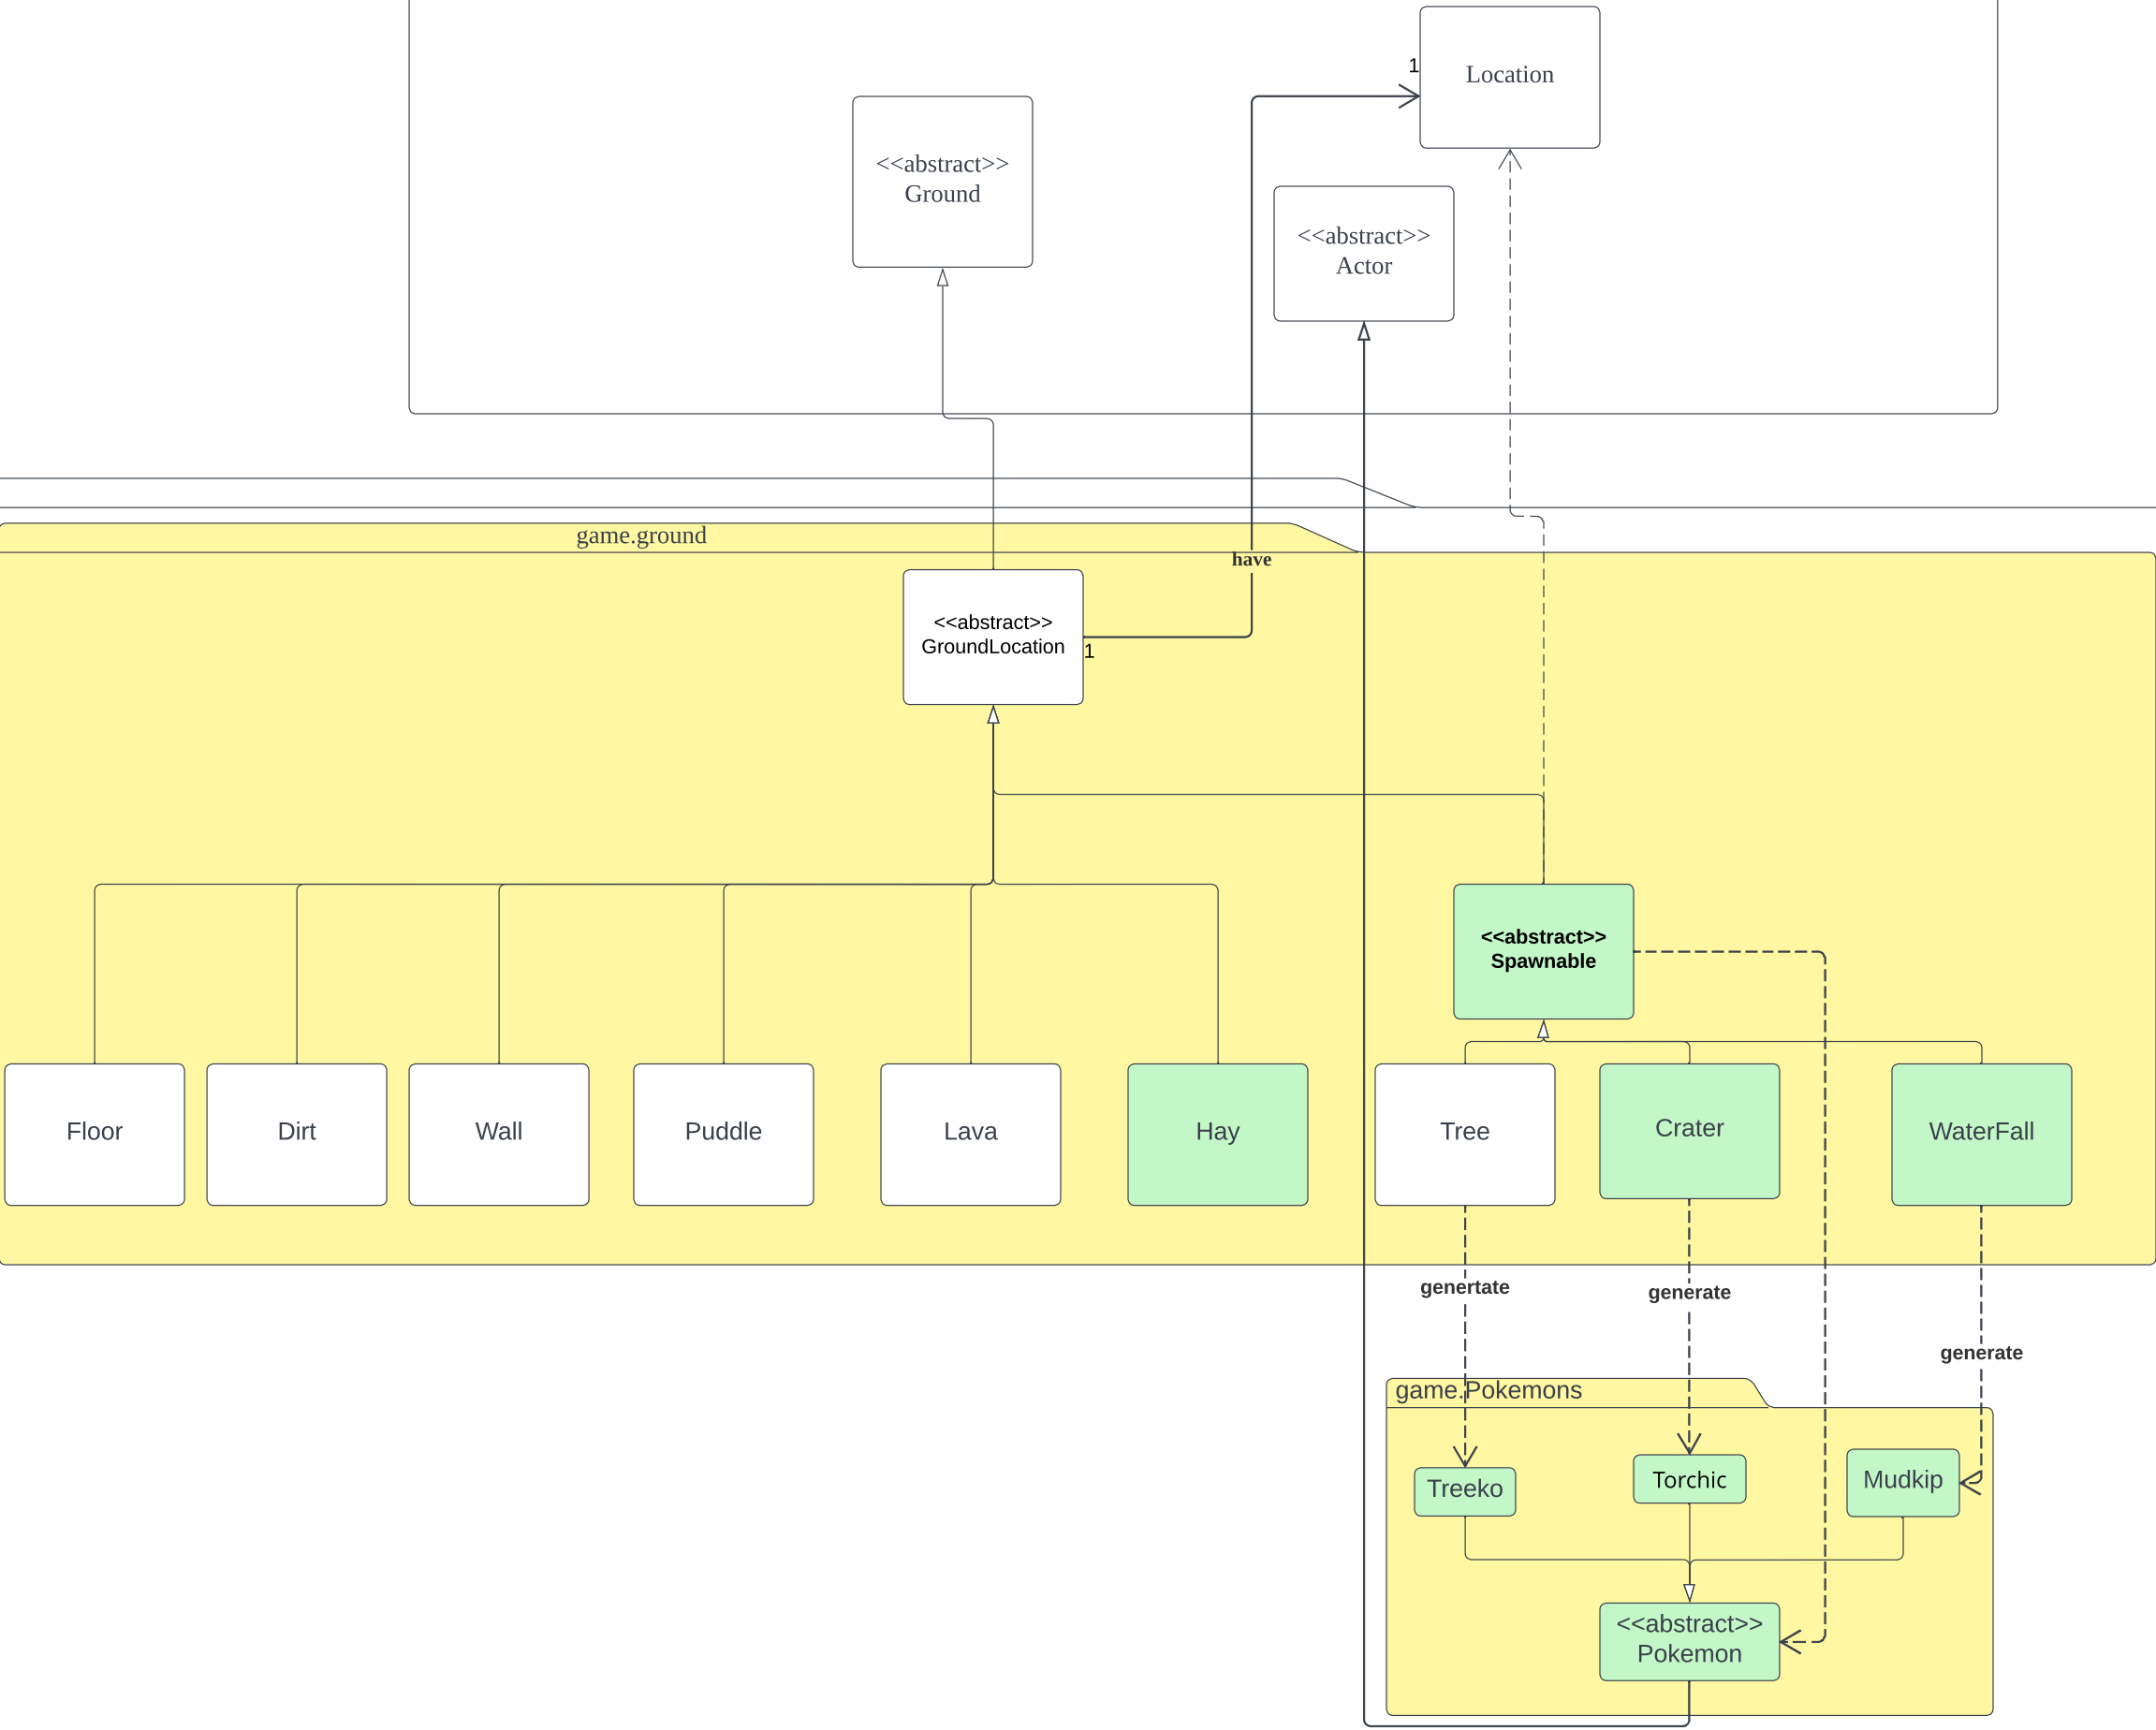 Location
1
<<abstract>>
Ground
<<abstract>>
Actor
game.ground
have
<<abstract>>
GroundLocation
1
<<abstract>>
Spawnable
Floor
Dirt
Wall
Puddle
Lava
Hay
Tree
Crater
WaterFall
genertate
generate
generate
game.Pokemons
Treeko
Torchic
Mudkip
<<abstract>>
Pokemon